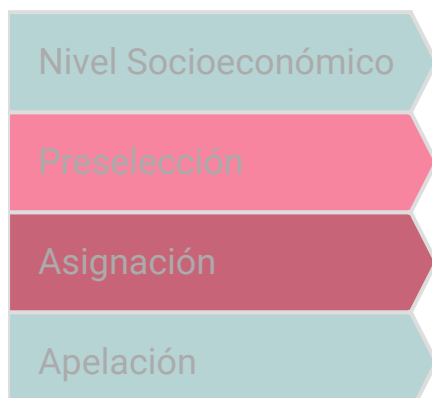 Nivel Socioeconómico
Preselección
Asignación
Apelación